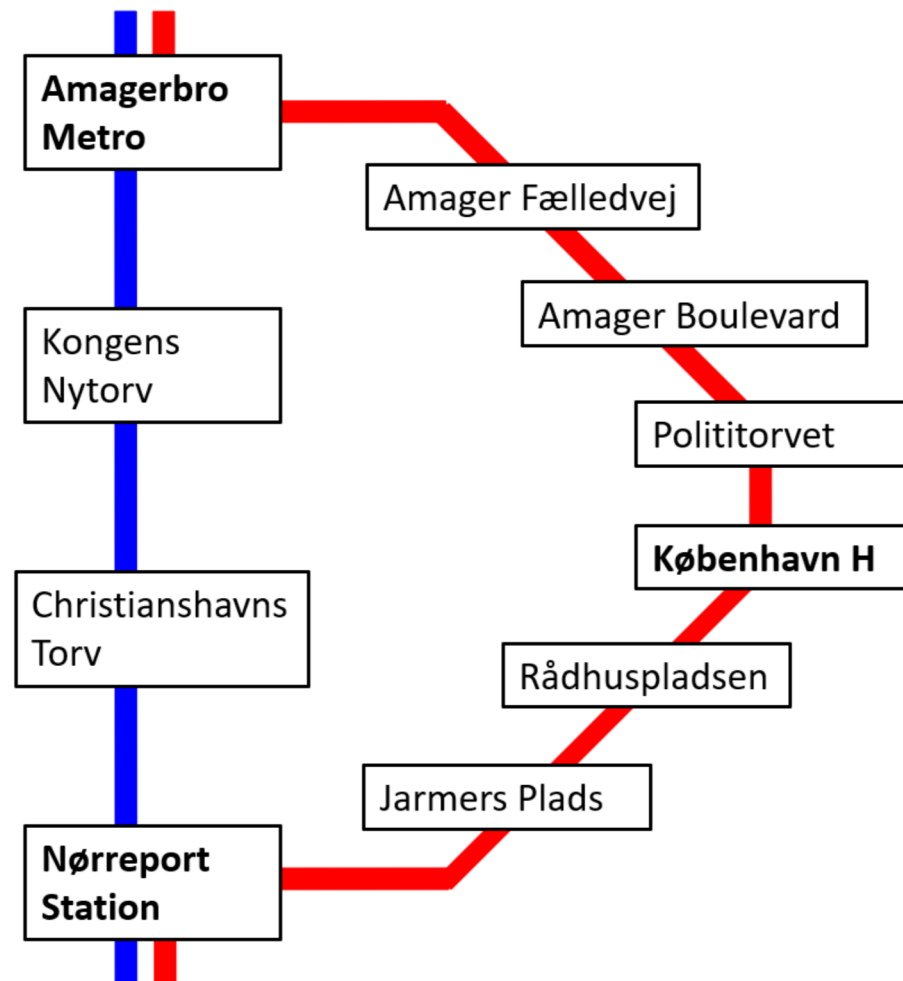 Amagerbro
Metro
Amager Fælledvej
Amager Boulevard
Kongens
Nytorv
Polititorvet
København H
Christianshavns
Torv
Rådhuspladsen
Jarmers Plads
Nørreport
Station